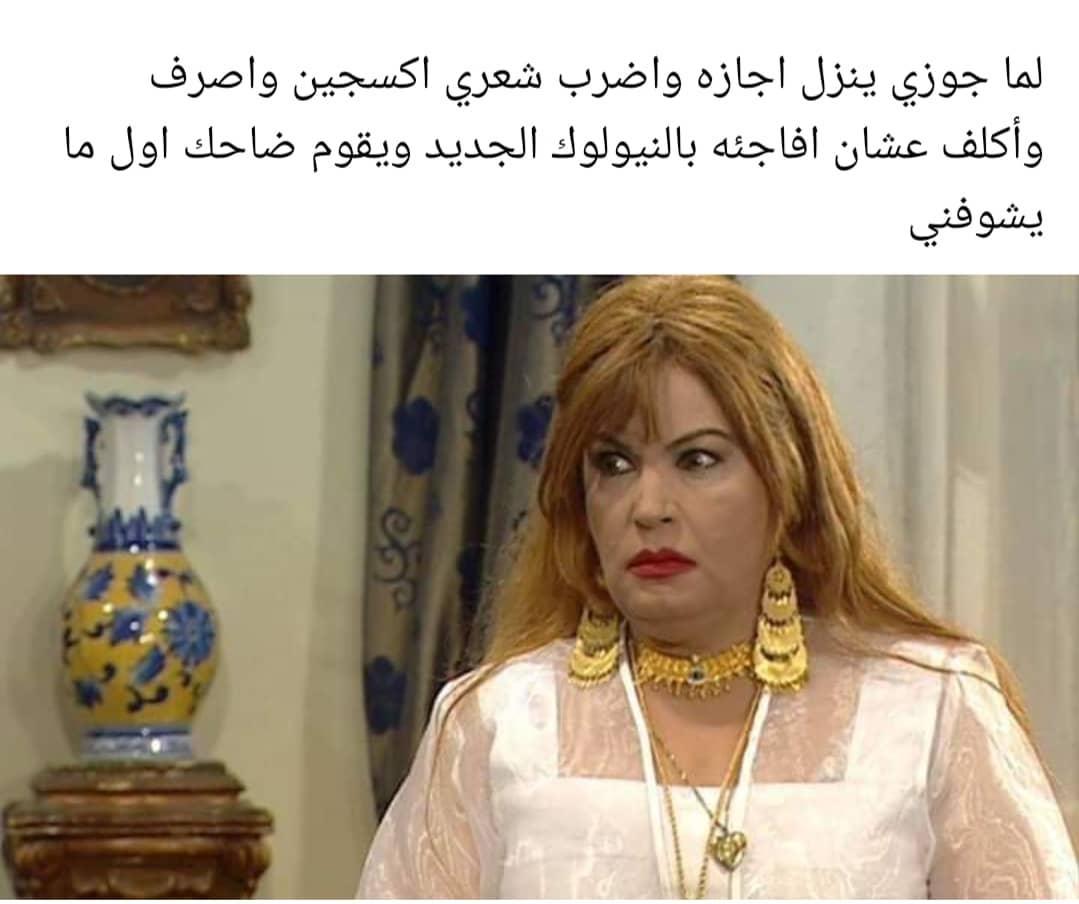 لما جوزي ينزل اجازه واضرب شعري اكسجين واصرف
وأكلف عشان افاجئه بالنيولوك الجديد ويقوم ضاحك اول ما
يشوفني